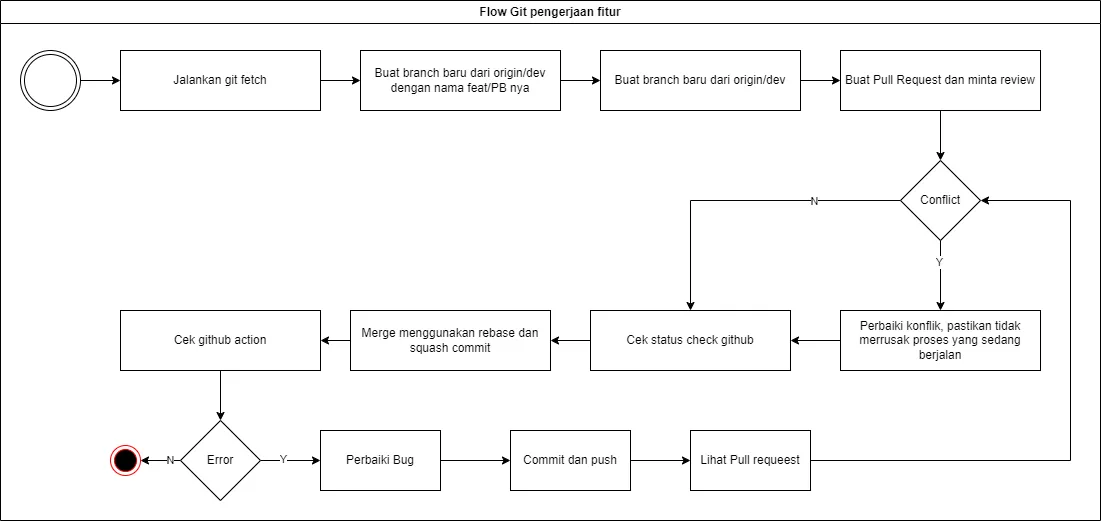 Flow Git pengerjaan fitur
Jalankan git fetch
Buat branch baru dari origin/dev
dengan nama feat/PB nya
Buat branch baru dari origin/dev
Buat Pull Request dan minta review
Conflict
N
Y
Perbaiki konflik, pastikan tidak
merrusak proses yang sedang
berjalan
Cek status check github
Merge menggunakan rebase dan
squash commit
Cek github action
Error
N
Y
Perbaiki Bug
Commit dan push
Lihat Pull requeest